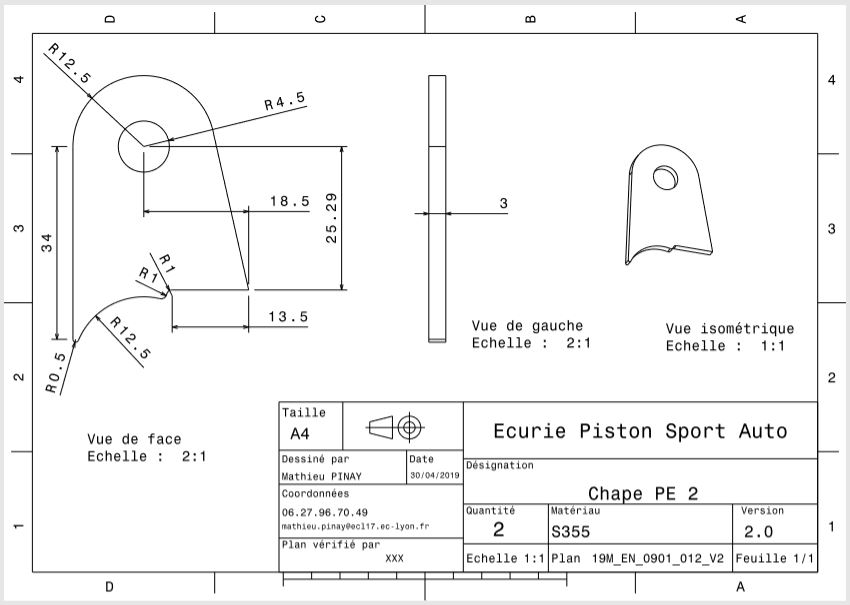 D C B A
4 4
3 3
2 2
1 1
D A
R12.5
R4.5
18.5
25.29
34
R1
R1
13.5
R12.5
R0.5
3
Vue de face
Echelle : 2:1
Vue de gauche
Echelle : 2:1
Vue isométrique
Echelle : 1:1
Taille
A4
Ecurie Piston Sport Auto
Dessiné par
Mathieu PINAY
Date
30/04/2019
Désignation
Chape PE 2
Coordonnées
06.27.96.70.49
mathieu.pinay@ecl17.ec-lyon.fr
Quantité
2
Matériau
S355
Version
2.0
Plan vérifié par
XXX
Echelle 1:1
Plan 19M_EN_0901_012_V2
Feuille 1/1